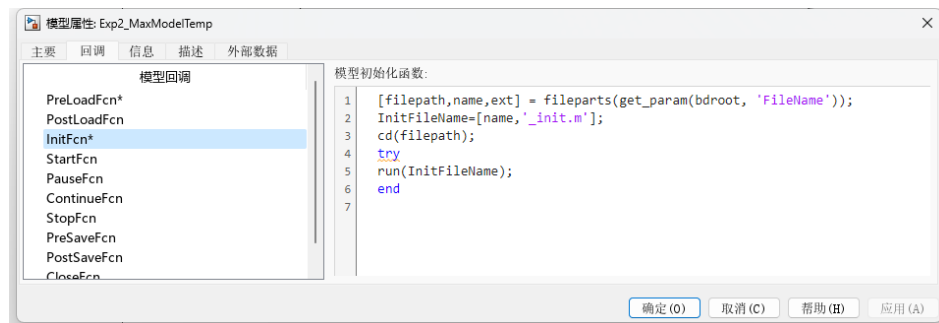 模型属性: Exp2_MaxModelTemp
主要 回调 信息 描述 外部数据
模型回调
PreLoadFcn*
PostLoadFcn
InitFcn*
StartFcn
PauseFcn
ContinueFcn
StopFcn
PreSaveFcn
PostSaveFcn
CloseFcn
模型初始化函数:
1 [filepath,name,ext] = fileparts(get_param(bdroot, 'FileName'));
2 InitFileName=[name,'_init.m'];
3 cd(filepath);
4 try
5 run(InitFileName);
6 end
7
确定(O) 取消(C) 帮助(H) 应用(A)